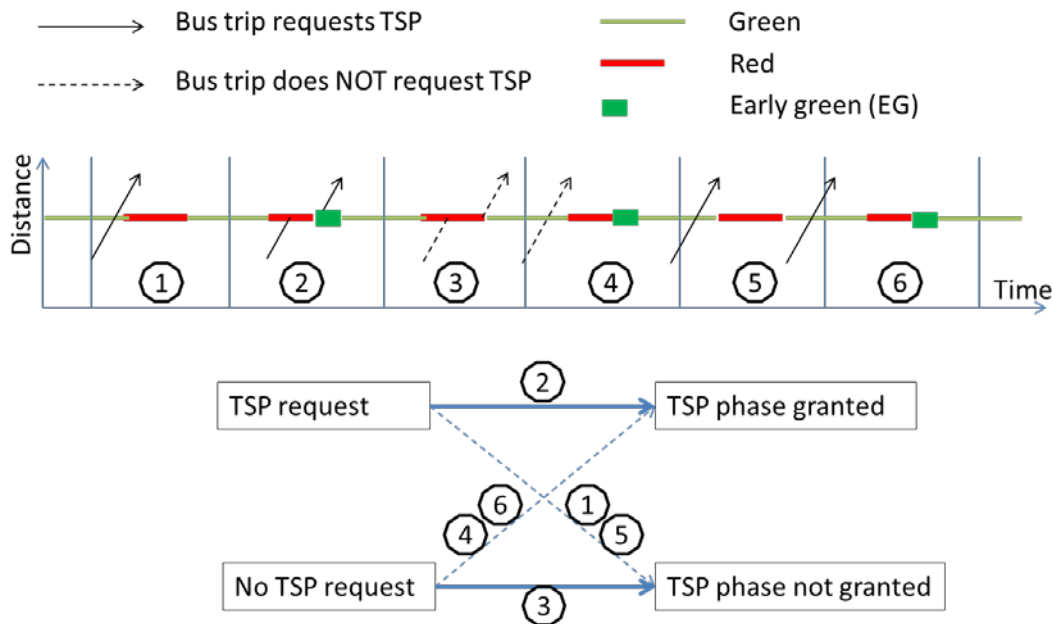 Bus trip requests TSP
Green
Bus trip does NOT request TSP
Red
Early green (EG)
Distance
1 2 3 4 5 6
Time
2
TSP request
TSP phase granted
6 1
4 5
No TSP request
TSP phase not granted
3